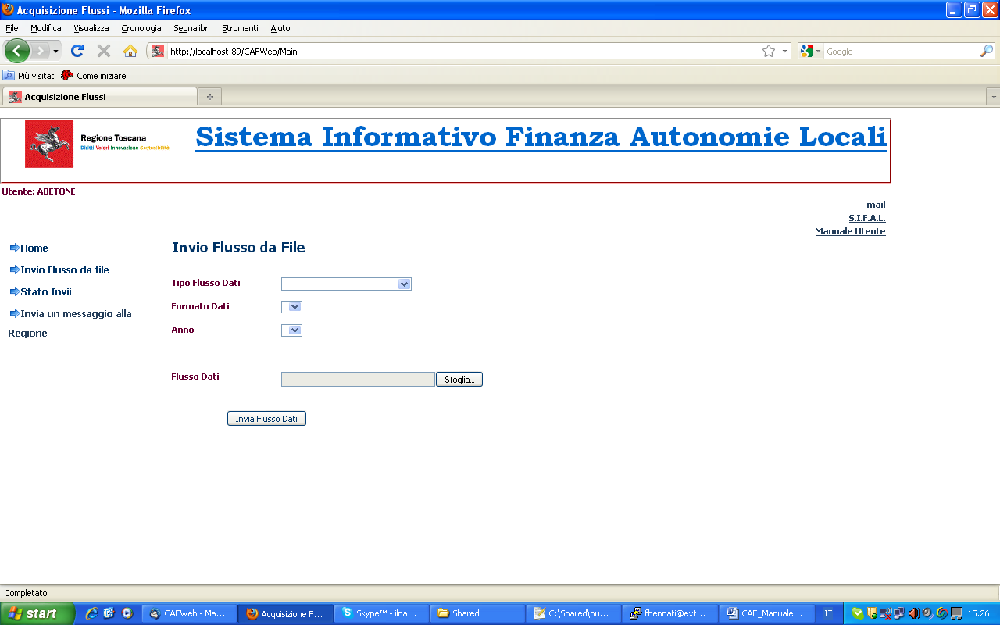 Acquisizione Flussi - Mozilla Firefox
File Modifica Visualizza Cronologia Segnalibri Strumenti Aiuto
http://localhost:89/CAFWeb/Main
Google
Più visitati Come iniziare
Acquisizione Flussi
Regione Toscana
Diritti Valori Innovazione Sostenibilità
Sistema Informativo Finanza Autonomie Locali
Utente: ABETONE
mail
S.I.F.A.L.
Manuale Utente
Home
Invio Flusso da file
Stato Invii
Invia un messaggio alla
Regione
Invio Flusso da File
Tipo Flusso Dati
Formato Dati
Anno
Flusso Dati
Sfoglia...
Invia Flusso Dati
Completato
start
CAFWeb - Ma...
Acquisizione F...
Skype™ - ilna...
Shared
C:\Shared\pu...
fbennati@ext...
CAF_Manuale...
IT
15.26